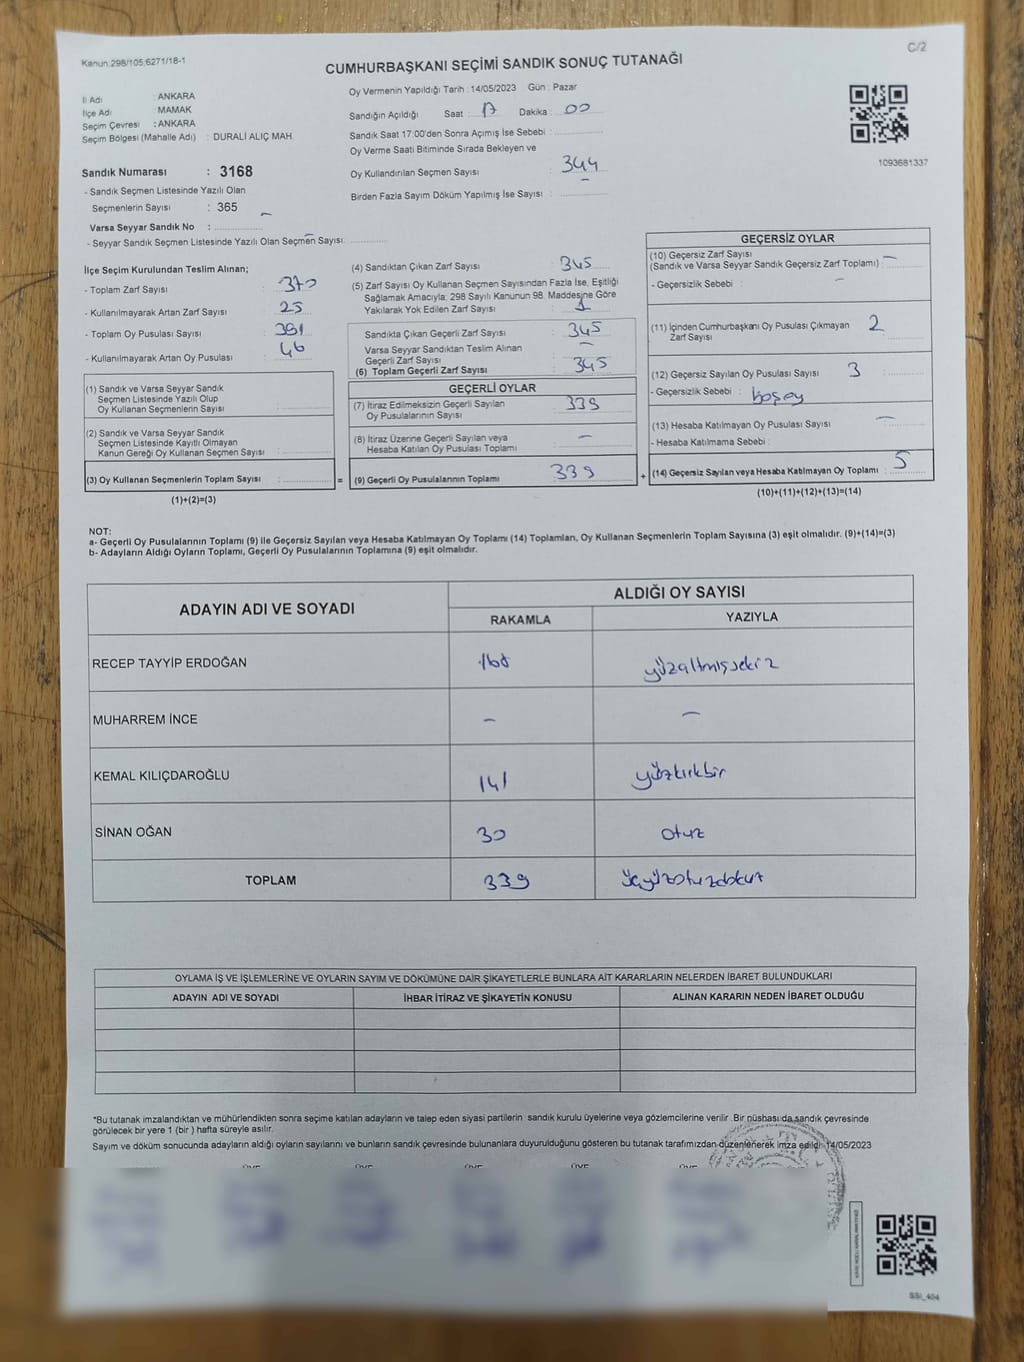 C/2
Kanun:298/105;6271/18-1
CUMHURBAŞKANI SEÇİMİ SANDIK SONUÇ TUTANAĞI
İl Adı : ANKARA
İlçe Adı : MAMAK
Seçim Çevresi : ANKARA
Seçim Bölgesi (Mahalle Adı) : DURALİ ALIÇ MAH.
Oy Vermenin Yapıldığı Tarih : 14/05/2023 Gün : Pazar
Sandığın Açıldığı Saat 17 Dakika : 00
Sandık Saat 17:00'den Sonra Açımış İse Sebebi :
Oy Verme Saati Bitiminde Sırada Bekleyen ve
Oy Kullandırılan Seçmen Sayısı : 344
Birden Fazla Sayım Döküm Yapılmış İse Sayısı : –
1093681337
Sandık Numarası : 3168
- Sandık Seçmen Listesinde Yazılı Olan
Seçmenlerin Sayısı : 365
Varsa Seyyar Sandık No : –
- Seyyar Sandık Seçmen Listesinde Yazılı Olan Seçmen Sayısı: –
İlçe Seçim Kurulundan Teslim Alınan;
- Toplam Zarf Sayısı : 370
- Kullanılmayarak Artan Zarf Sayısı : 25
- Toplam Oy Pusulası Sayısı :
- Kullanılmayarak Artan Oy Pusulası : 46
(1) Sandık ve Varsa Seyyar Sandık
Seçmen Listesinde Yazılı Olup
Oy Kullanan Seçmenlerin Sayısı :
(2) Sandık ve Varsa Seyyar Sandık
Seçmen Listesinde Kayıtlı Olmayan
Kanun Gereği Oy Kullanan Seçmen Sayısı :
(3) Oy Kullanan Seçmenlerin Toplam Sayısı :
(1)+(2)=(3)
(4) Sandıktan Çıkan Zarf Sayısı : 345
(5) Zarf Sayısı Oy Kullanan Seçmen Sayısından Fazla İse, Eşitliği
Sağlamak Amacıyla, 298 Sayılı Kanunun 98. Maddesine Göre
Yakılarak Yok Edilen Zarf Sayısı : 1
Sandıkta Çıkan Geçerli Zarf Sayısı : 345
Varsa Seyyar Sandıktan Teslim Alınan
Geçerli Zarf Sayısı : –
(6) Toplam Geçerli Zarf Sayısı : 345
GEÇERLİ OYLAR
(7) İtiraz Edilmeksizin Geçerli Sayılan
Oy Pusulalarının Sayısı : 339
(8) İtiraz Üzerine Geçerli Sayılan veya
Hesaba Katılan Oy Pusulası Toplamı : –
= (9) Geçerli Oy Pusulalarının Toplamı : 339 +
GEÇERSİZ OYLAR
(10) Geçersiz Zarf Sayısı
(Sandık ve Varsa Seyyar Sandık Geçersiz Zarf Toplamı) : –
- Geçersizlik Sebebi : –
(11) İçinden Cumhurbaşkanı Oy Pusulası Çıkmayan
Zarf Sayısı : 2
(12) Geçersiz Sayılan Oy Pusulası Sayısı : 3
- Geçersizlik Sebebi : boş oy
(13) Hesaba Katılmayan Oy Pusulası Sayısı : –
- Hesaba Katılmama Sebebi :
(14) Geçersiz Sayılan veya Hesaba Katılmayan Oy Toplamı : 5
(10)+(11)+(12)+(13)=(14)
NOT:
a- Geçerli Oy Pusulalarının Toplamı (9) ile Geçersiz Sayılan veya Hesaba Katılmayan Oy Toplamı (14) Toplamları, Oy Kullanan Seçmenlerin Toplam Sayısına (3) eşit olmalıdır. (9)+(14)=(3)
b- Adayların Aldığı Oyların Toplamı, Geçerli Oy Pusulalarının Toplamına (9) eşit olmalıdır.
ADAYIN ADI VE SOYADI ALDIĞI OY SAYISI
RAKAMLA YAZIYLA
RECEP TAYYİP ERDOĞAN 168 yüzaltmışsekiz
MUHARREM İNCE – –
KEMAL KILIÇDAROĞLU 141 yüzkırkbir
SİNAN OĞAN 30 otuz
TOPLAM 339 üçyüzotuzdokuz
OYLAMA İŞ VE İŞLEMLERİNE VE OYLARIN SAYIM VE DÖKÜMÜNE DAİR ŞİKAYETLERLE BUNLARA AİT KARARLARIN NELERDEN İBARET BULUNDUKLARI
ADAYIN ADI VE SOYADI İHBAR İTİRAZ VE ŞİKAYETİN KONUSU ALINAN KARARIN NEDEN İBARET OLDUĞU
*Bu tutanak imzalandıktan ve mühürlendikten sonra seçime katılan adayların ve talep eden siyasi partilerin sandık kurulu üyelerine veya gözlemcilerine verilir. Bir nüshası da sandık çevresinde
görülecek bir yere 1 (bir ) hafta süreyle asılır.
Sayım ve döküm sonucunda adayların aldığı oyların sayılarını ve bunların sandık çevresinde bulunanlara duyurulduğunu gösteren bu tutanak tarafımızdan düzenlenerek imza edildi. 14/05/2023
SSİ_404